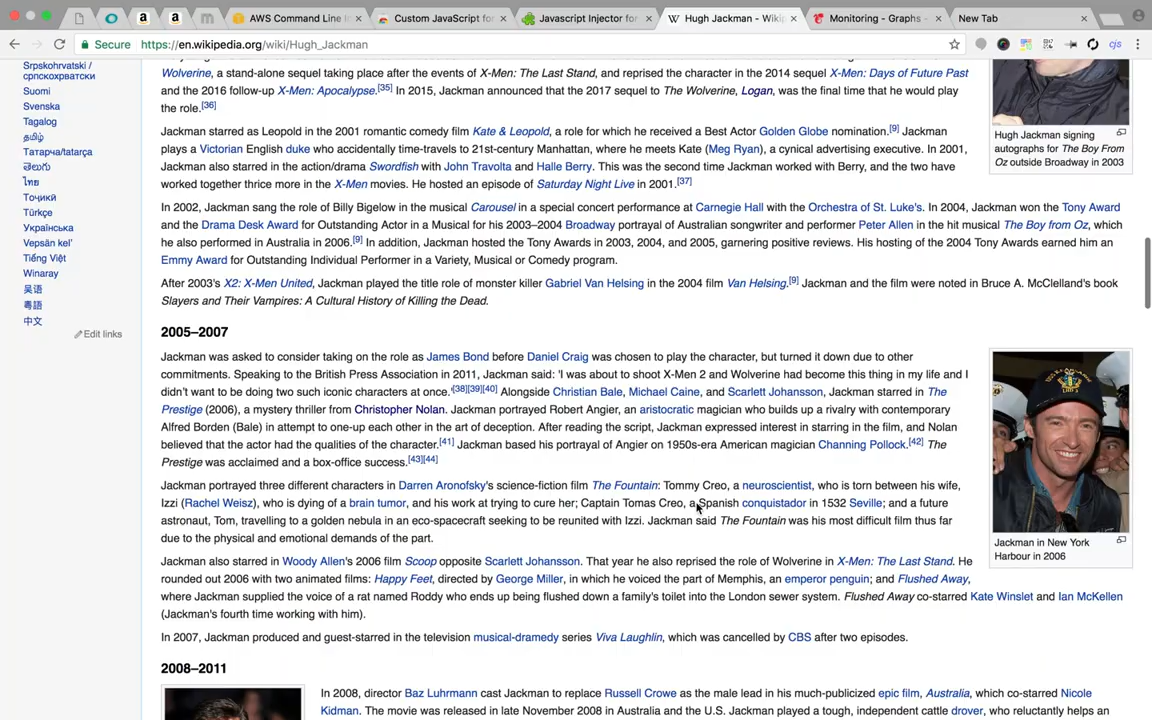 AWS Command Line I
Custom JavaScript for
Javascript Injector for
Hugh Jackman - Wiki
Monitoring - Graphs -
New Tab
Secure
https://en.wikipedia.org/wiki/Hugh_Jackman
cjs
Srpskohrvatski /
српскохрватски
Suomi
Svenska
Tagalog
தமிழ்
Татарча/tatarça
తెలుగు
ไทย
Тоҷикӣ
Türkçe
Українська
Vepsän kel'
Tiếng Việt
Winaray
吴语
粵語
中文
Edit links
Wolverine, a stand-alone sequel taking place after the events of X-Men: The Last Stand, and reprised the character in the 2014 sequel X-Men: Days of Future Past
and the 2016 follow-up X-Men: Apocalypse.[35] In 2015, Jackman announced that the 2017 sequel to The Wolverine, Logan, was the final time that he would play
the role.[36]
Jackman starred as Leopold in the 2001 romantic comedy film Kate & Leopold, a role for which he received a Best Actor Golden Globe nomination.[9] Jackman
plays a Victorian English duke who accidentally time-travels to 21st-century Manhattan, where he meets Kate (Meg Ryan), a cynical advertising executive. In 2001,
Jackman also starred in the action/drama Swordfish with John Travolta and Halle Berry. This was the second time Jackman worked with Berry, and the two have
worked together thrice more in the X-Men movies. He hosted an episode of Saturday Night Live in 2001.[37]
In 2002, Jackman sang the role of Billy Bigelow in the musical Carousel in a special concert performance at Carnegie Hall with the Orchestra of St. Luke's. In 2004, Jackman won the Tony Award
and the Drama Desk Award for Outstanding Actor in a Musical for his 2003–2004 Broadway portrayal of Australian songwriter and performer Peter Allen in the hit musical The Boy from Oz, which
he also performed in Australia in 2006.[9] In addition, Jackman hosted the Tony Awards in 2003, 2004, and 2005, garnering positive reviews. His hosting of the 2004 Tony Awards earned him an
Emmy Award for Outstanding Individual Performer in a Variety, Musical or Comedy program.
After 2003's X2: X-Men United, Jackman played the title role of monster killer Gabriel Van Helsing in the 2004 film Van Helsing.[9] Jackman and the film were noted in Bruce A. McClelland's book
Slayers and Their Vampires: A Cultural History of Killing the Dead.
Hugh Jackman signing
autographs for The Boy From
Oz outside Broadway in 2003
2005–2007
Jackman was asked to consider taking on the role as James Bond before Daniel Craig was chosen to play the character, but turned it down due to other
commitments. Speaking to the British Press Association in 2011, Jackman said: 'I was about to shoot X-Men 2 and Wolverine had become this thing in my life and I
didn't want to be doing two such iconic characters at once.'[38][39][40] Alongside Christian Bale, Michael Caine, and Scarlett Johansson, Jackman starred in The
Prestige (2006), a mystery thriller from Christopher Nolan. Jackman portrayed Robert Angier, an aristocratic magician who builds up a rivalry with contemporary
Alfred Borden (Bale) in attempt to one-up each other in the art of deception. After reading the script, Jackman expressed interest in starring in the film, and Nolan
believed that the actor had the qualities of the character.[41] Jackman based his portrayal of Angier on 1950s-era American magician Channing Pollock.[42] The
Prestige was acclaimed and a box-office success.[43][44]
Jackman portrayed three different characters in Darren Aronofsky's science-fiction film The Fountain: Tommy Creo, a neuroscientist, who is torn between his wife,
Izzi (Rachel Weisz), who is dying of a brain tumor, and his work at trying to cure her; Captain Tomas Creo, a Spanish conquistador in 1532 Seville; and a future
astronaut, Tom, travelling to a golden nebula in an eco-spacecraft seeking to be reunited with Izzi. Jackman said The Fountain was his most difficult film thus far
due to the physical and emotional demands of the part.
Jackman in New York
Harbour in 2006
Jackman also starred in Woody Allen's 2006 film Scoop opposite Scarlett Johansson. That year he also reprised the role of Wolverine in X-Men: The Last Stand. He
rounded out 2006 with two animated films: Happy Feet, directed by George Miller, in which he voiced the part of Memphis, an emperor penguin; and Flushed Away,
where Jackman supplied the voice of a rat named Roddy who ends up being flushed down a family's toilet into the London sewer system. Flushed Away co-starred Kate Winslet and Ian McKellen
(Jackman's fourth time working with him).
In 2007, Jackman produced and guest-starred in the television musical-dramedy series Viva Laughlin, which was cancelled by CBS after two episodes.
2008–2011
In 2008, director Baz Luhrmann cast Jackman to replace Russell Crowe as the male lead in his much-publicized epic film, Australia, which co-starred Nicole
Kidman. The movie was released in late November 2008 in Australia and the U.S. Jackman played a tough, independent cattle drover, who reluctantly helps an